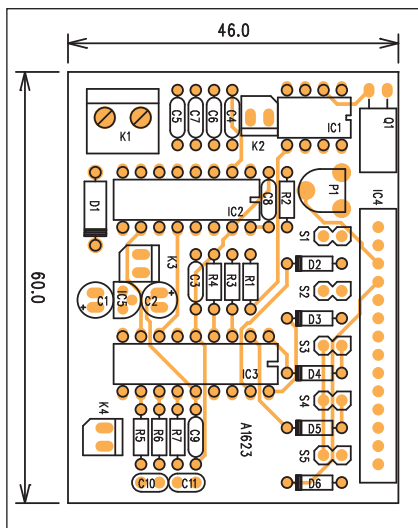 46.0
60.0
K1
C5
C7
C6
C4
K2
IC1
Q1
D1
IC2
C8
R2
P1
IC4
S1
K3
C3
R4
R3
R1
D2
C1
IC5
C2
S2
D3
S3
IC3
D4
K4
R5
R6
R7
C9
A1623
S4
D5
S5
C10
C11
D6
+
+